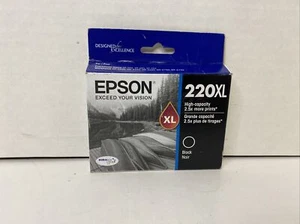 DESIGNED for
EXCELLENCE
EPSON
EXCEED YOUR VISION
XL
220XL
High-capacity
2.5x more prints*
Grande capacité
2.5x plus de tirages*
Black
Noir